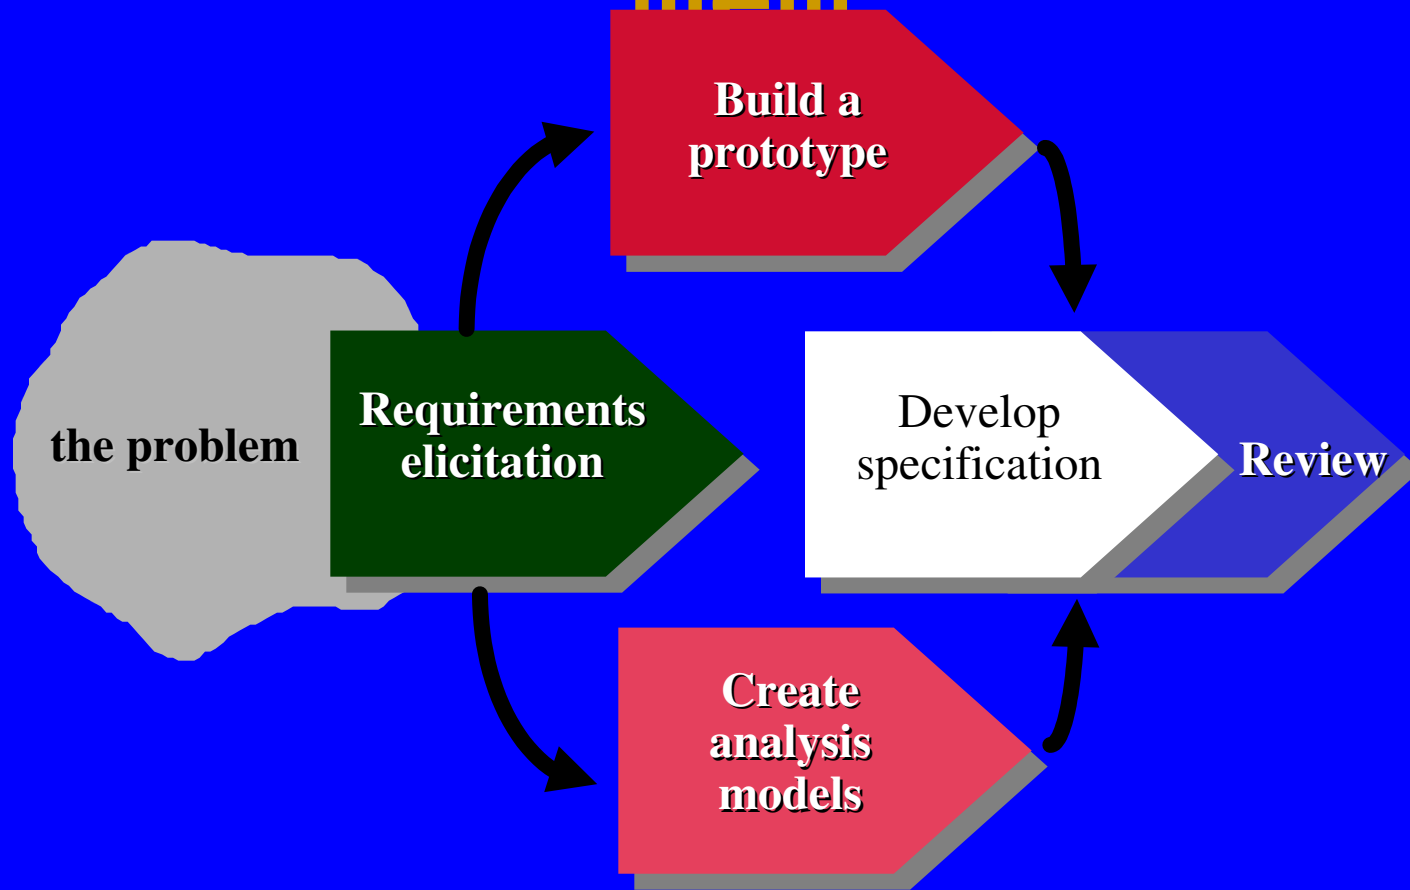 Build a
prototype
the problem
Requirements
elicitation
Develop
specification
Review
Create
analysis
models